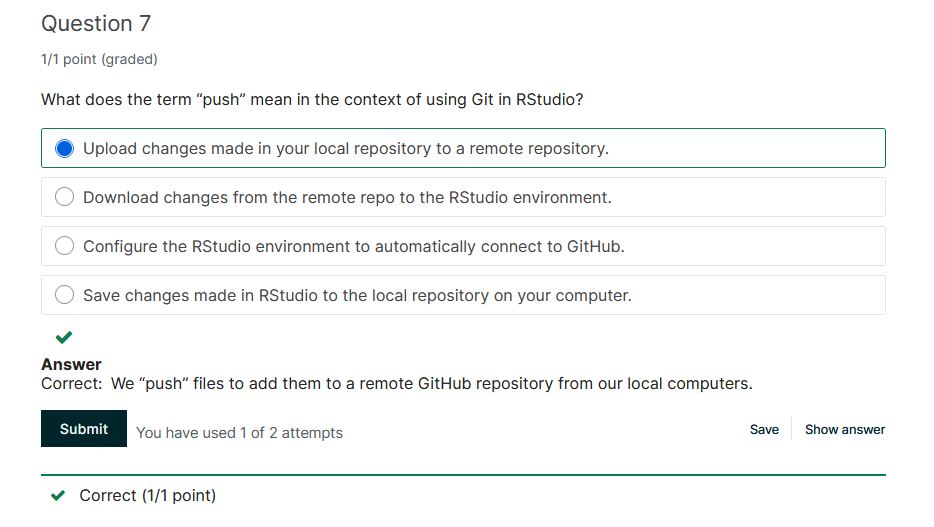 Question 7
1/1 point (graded)
What does the term “push” mean in the context of using Git in RStudio?
Upload changes made in your local repository to a remote repository.
Download changes from the remote repo to the RStudio environment.
Configure the RStudio environment to automatically connect to GitHub.
Save changes made in RStudio to the local repository on your computer.
Answer
Correct:  We “push” files to add them to a remote GitHub repository from our local computers.
Submit You have used 1 of 2 attempts Save Show answer
Correct (1/1 point)